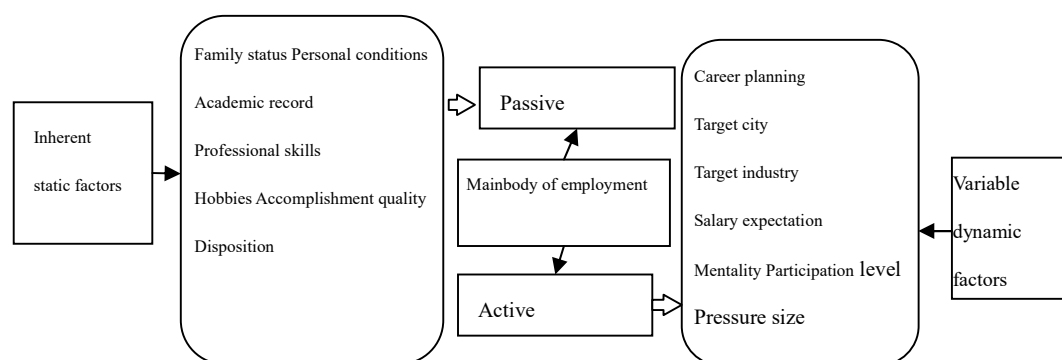 Inherent
static factors
Family status Personal conditions
Academic record
Professional skills
Hobbies Accomplishment quality
Disposition
Passive
Mainbody of employment
Active
Career planning
Target city
Target industry
Salary expectation
Mentality Participation level
Pressure size
Variable
dynamic
factors